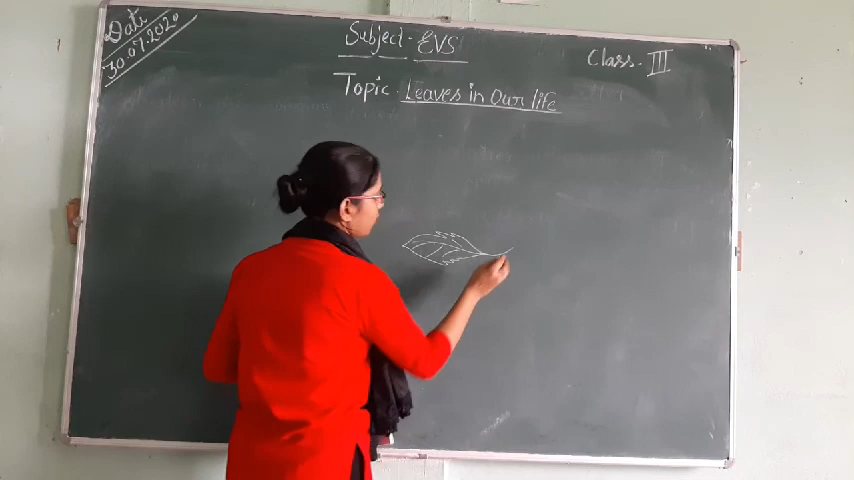 Date
30.07.2020
Subject - EVS
Class - III
Topic - Leaves in Our life